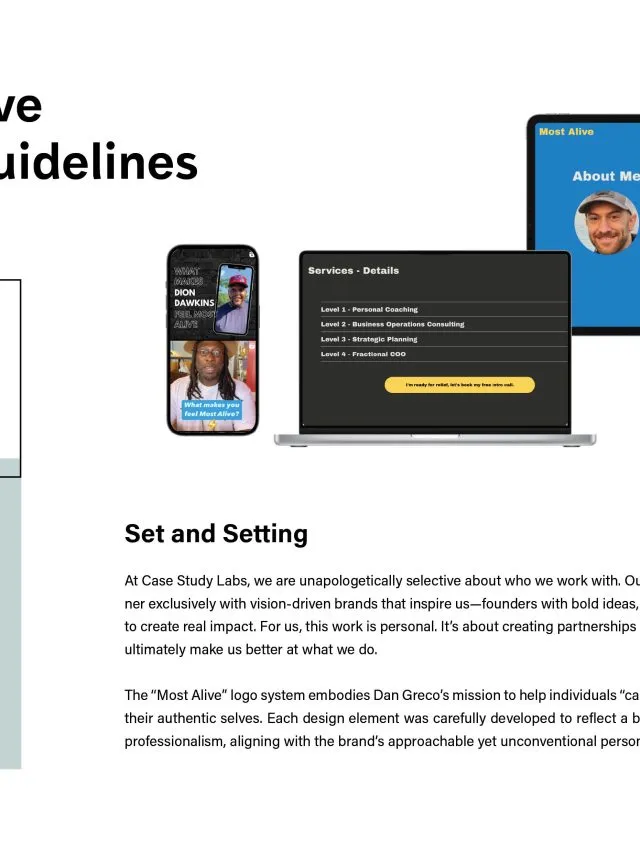 ve
uidelines
Most Alive
About Me
WHAT
MAKES
DION
DAWKINS
FEEL MOST
ALIVE
What makes you
feel Most Alive?
Services - Details
Level 1 - Personal Coaching
Level 2 - Business Operations Consulting
Level 3 - Strategic Planning
Level 4 - Fractional COO
I'm ready for relief, let's book my free intro call.
Set and Setting
At Case Study Labs, we are unapologetically selective about who we work with. Ou
ner exclusively with vision-driven brands that inspire us—founders with bold ideas,
to create real impact. For us, this work is personal. It’s about creating partnerships
ultimately make us better at what we do.
The “Most Alive” logo system embodies Dan Greco’s mission to help individuals “ca
their authentic selves. Each design element was carefully developed to reflect a b
professionalism, aligning with the brand’s approachable yet unconventional person